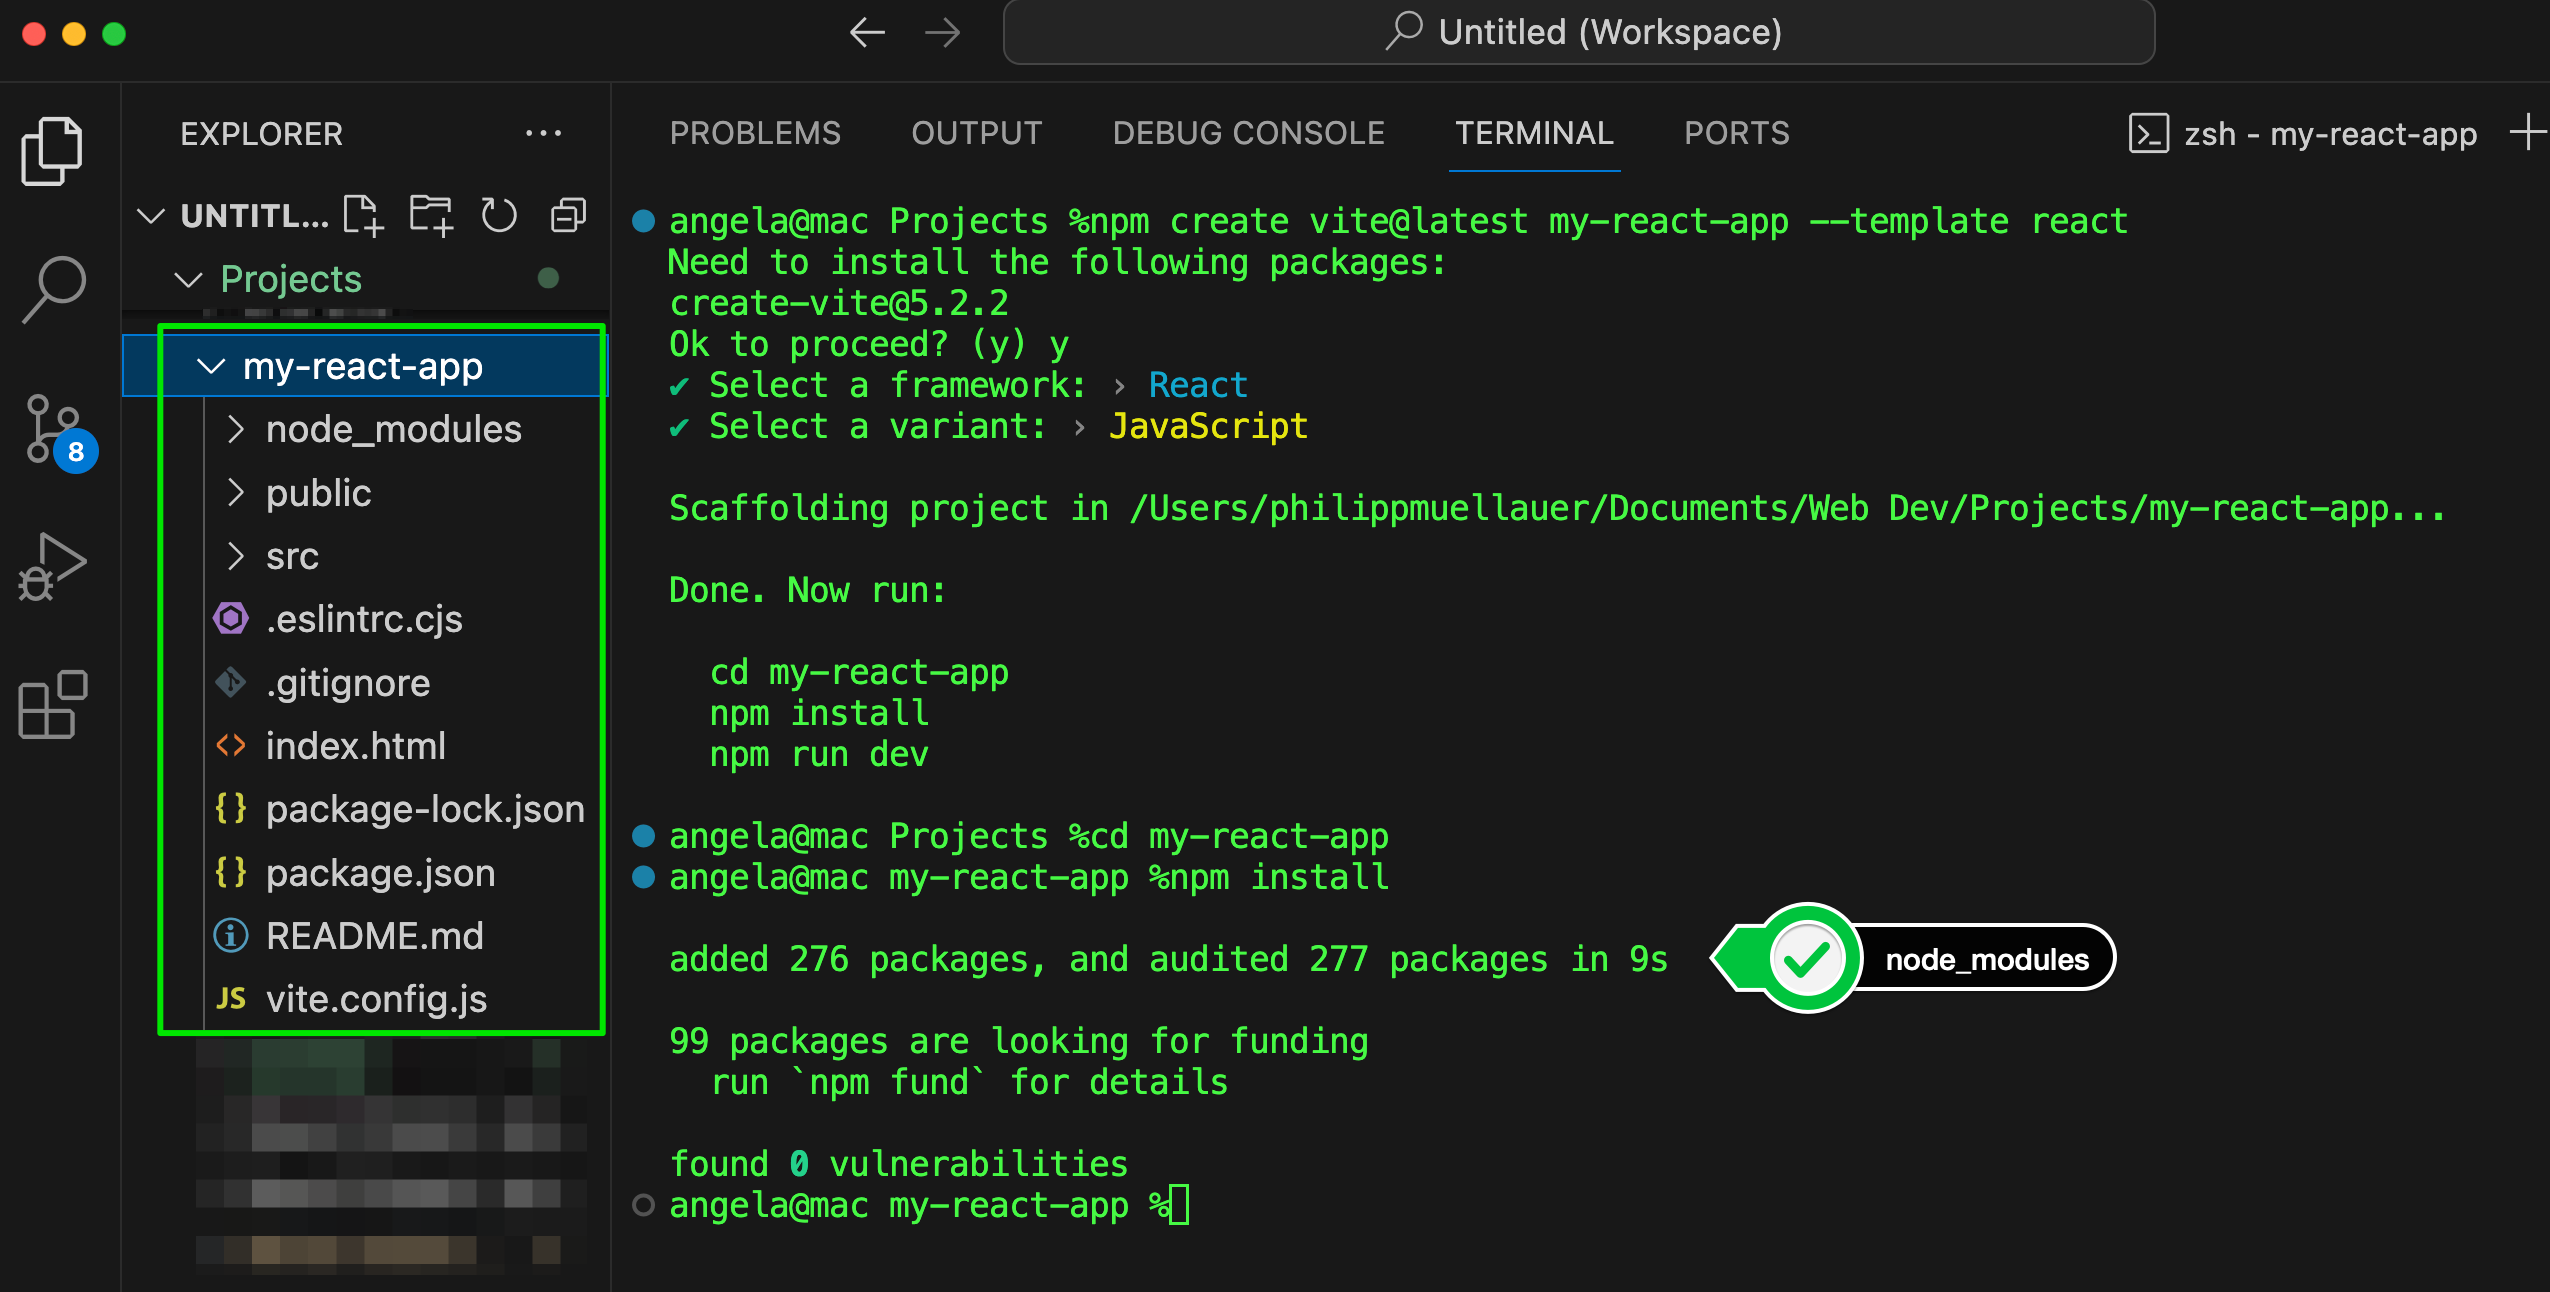 Untitled (Workspace)
EXPLORER
UNTITL...
Projects
my-react-app
node_modules
public
src
.eslintrc.cjs
.gitignore
index.html
{} package-lock.json
{} package.json
README.md
JS vite.config.js
8
PROBLEMS OUTPUT DEBUG CONSOLE TERMINAL PORTS
zsh - my-react-app
angela@mac Projects %npm create vite@latest my-react-app --template react
Need to install the following packages:
create-vite@5.2.2
Ok to proceed? (y) y
✔ Select a framework: › React
✔ Select a variant: › JavaScript
Scaffolding project in /Users/philippmuellauer/Documents/Web Dev/Projects/my-react-app...
Done. Now run:
cd my-react-app
npm install
npm run dev
angela@mac Projects %cd my-react-app
angela@mac my-react-app %npm install
added 276 packages, and audited 277 packages in 9s
node_modules
99 packages are looking for funding
run `npm fund` for details
found 0 vulnerabilities
angela@mac my-react-app %